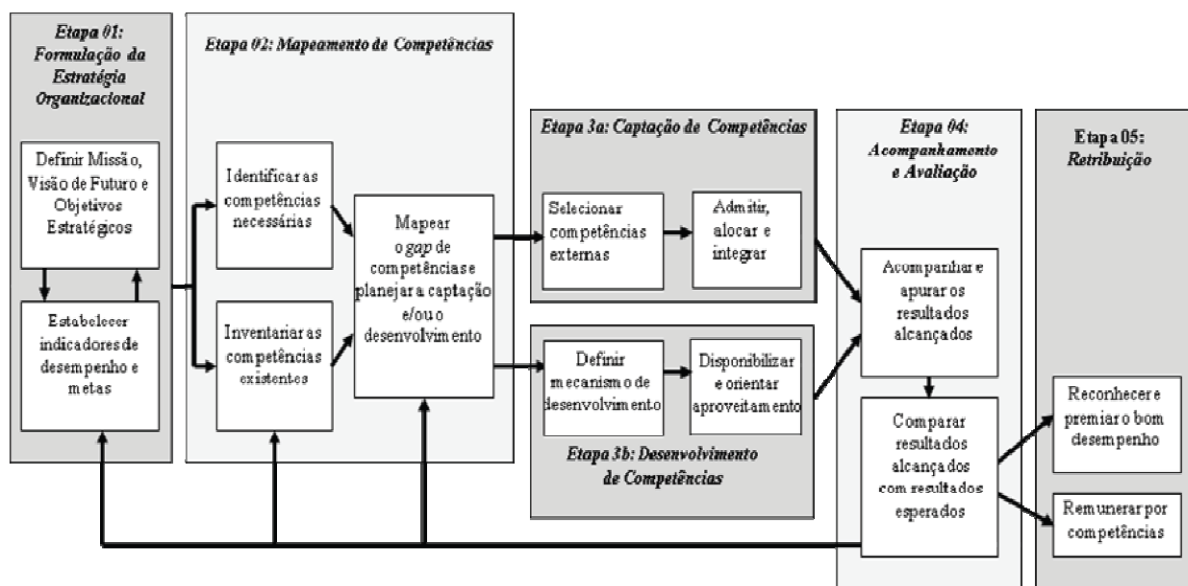 Etapa 01:
Formulação da
Estratégia
Organizacional
Definir Missão,
Visão de Futuro e
Objetivos
Estratégicos
Estabelecer
indicadores de
desempenho e
metas
Etapa 02: Mapeamento de Competências
Identificar as
competências
necessárias
Inventariar as
competências
existentes
Mapear
o gap de
competências e
planejar a captação
e/ou o
desenvolvimento
Etapa 3a: Captação de Competências
Selecionar
competências
externas
Admitir,
alocar e
integrar
Definir
mecanismo de
desenvolvimento
Disponibilizar
e orientar
aproveitamento
Etapa 3b: Desenvolvimento
de Competências
Etapa 04:
Acompanhamento
e Avaliação
Acompanhar e
apurar os
resultados
alcançados
Comparar
resultados
alcançados
com resultados
esperados
Etapa 05:
Retribuição
Reconhecer e
premiar o bom
desempenho
Remunerar por
competências